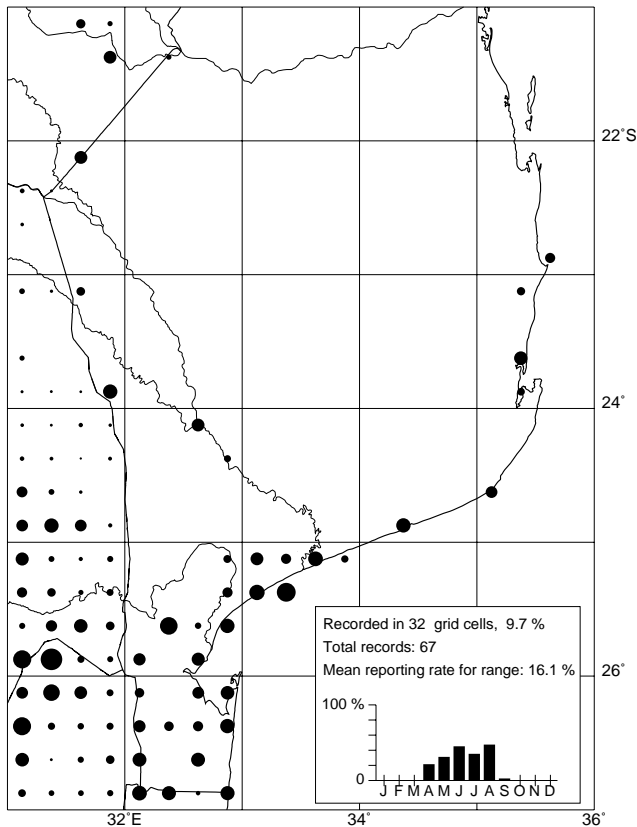 22°S
24°
Recorded in 32 grid cells, 9.7 %
Total records: 67
Mean reporting rate for range: 16.1 %
26°
100 %
0
J F M A M J J A S O N D
32°E 34° 35° 36°